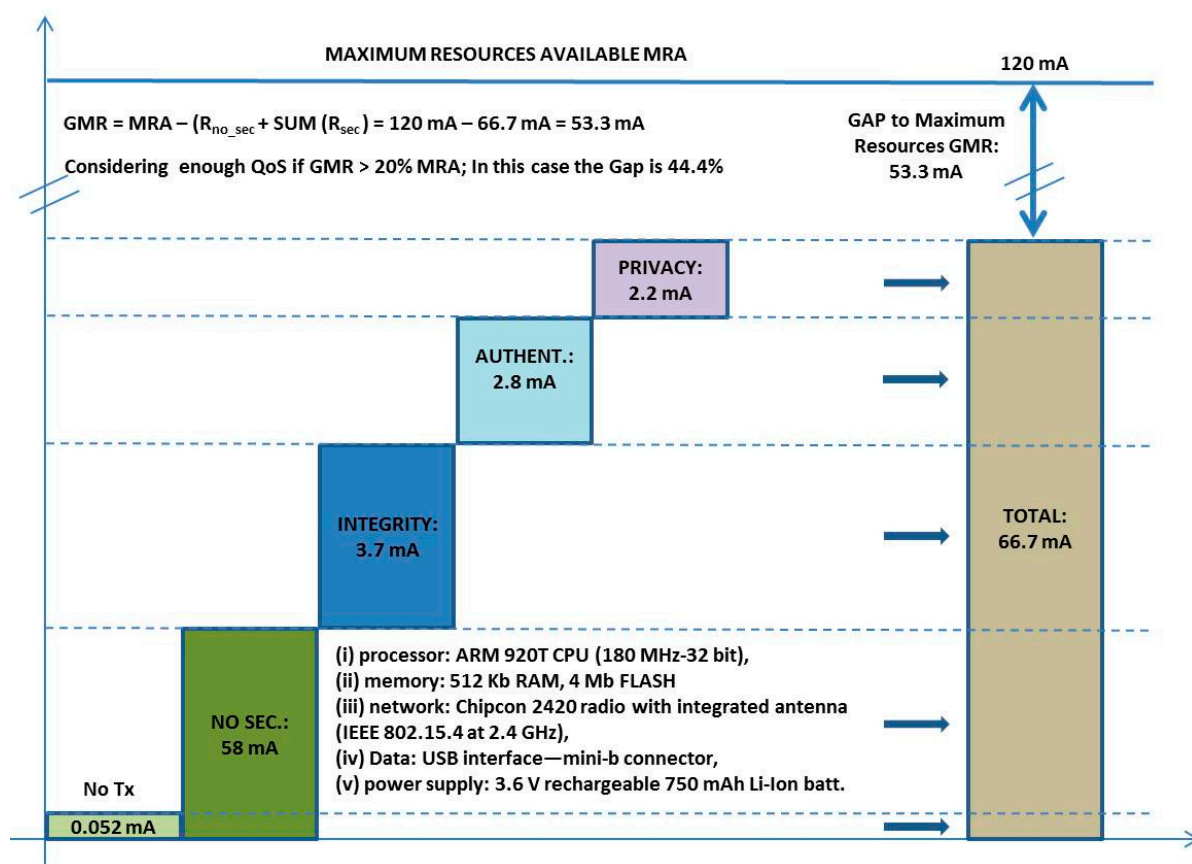 MAXIMUM RESOURCES AVAILABLE MRA
120 mA
GMR = MRA – (Rno_sec + SUM (Rsec) = 120 mA – 66.7 mA = 53.3 mA
Considering enough QoS if GMR > 20% MRA; In this case the Gap is 44.4%
GAP to Maximum
Resources GMR:
53.3 mA
PRIVACY:
2.2 mA
AUTHENT.:
2.8 mA
INTEGRITY:
3.7 mA
TOTAL:
66.7 mA
NO SEC.:
58 mA
(i) processor: ARM 920T CPU (180 MHz-32 bit),
(ii) memory: 512 Kb RAM, 4 Mb FLASH
(iii) network: Chipcon 2420 radio with integrated antenna
(IEEE 802.15.4 at 2.4 GHz),
(iv) Data: USB interface—mini-b connector,
(v) power supply: 3.6 V rechargeable 750 mAh Li-Ion batt.
No Tx
0.052 mA